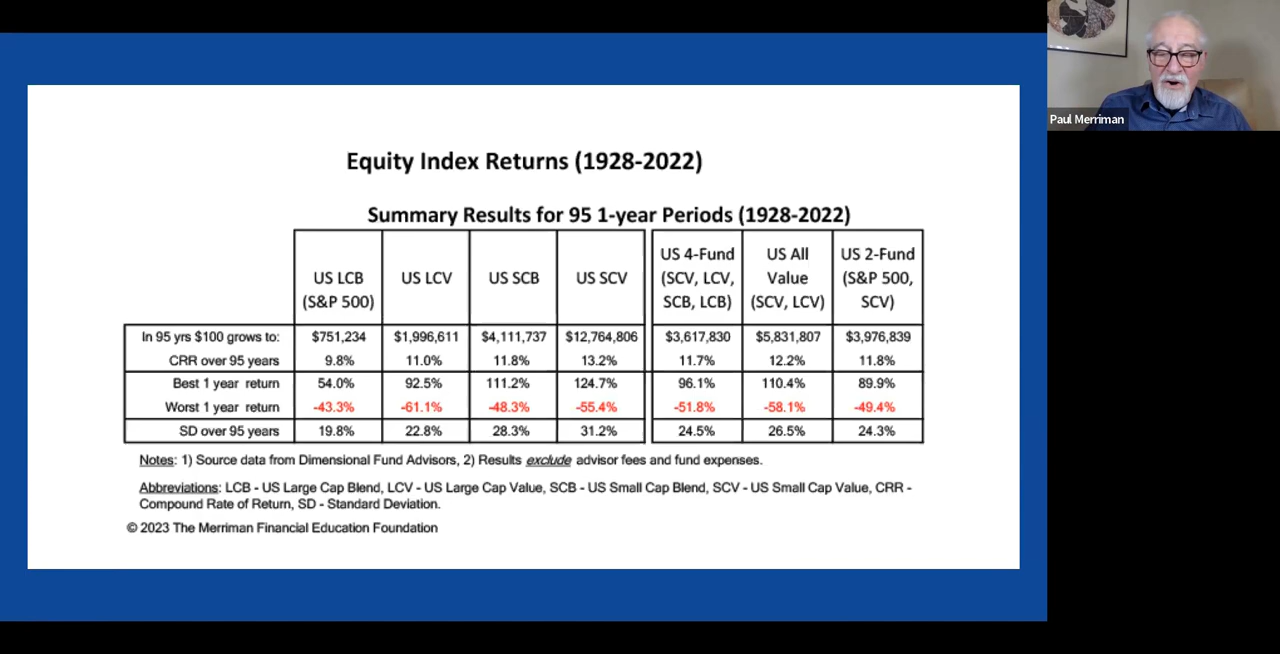 Paul Merriman
Equity Index Returns (1928-2022)
Summary Results for 95 1-year Periods (1928-2022)
US LCB (S&P 500) US LCV US SCB US SCV US 4-Fund (SCV, LCV, SCB, LCB) US All Value (SCV, LCV) US 2-Fund (S&P 500, SCV)
In 95 yrs $100 grows to: $751,234 $1,996,611 $4,111,737 $12,764,806 $3,617,830 $5,831,807 $3,976,839
CRR over 95 years 9.8% 11.0% 11.8% 13.2% 11.7% 12.2% 11.8%
Best 1 year return 54.0% 92.5% 111.2% 124.7% 96.1% 110.4% 89.9%
Worst 1 year return -43.3% -61.1% -48.3% -55.4% -51.8% -58.1% -49.4%
SD over 95 years 19.8% 22.8% 28.3% 31.2% 24.5% 26.5% 24.3%
Notes: 1) Source data from Dimensional Fund Advisors, 2) Results exclude advisor fees and fund expenses.
Abbreviations: LCB - US Large Cap Blend, LCV - US Large Cap Value, SCB - US Small Cap Blend, SCV - US Small Cap Value, CRR -
Compound Rate of Return, SD - Standard Deviation.
© 2023 The Merriman Financial Education Foundation